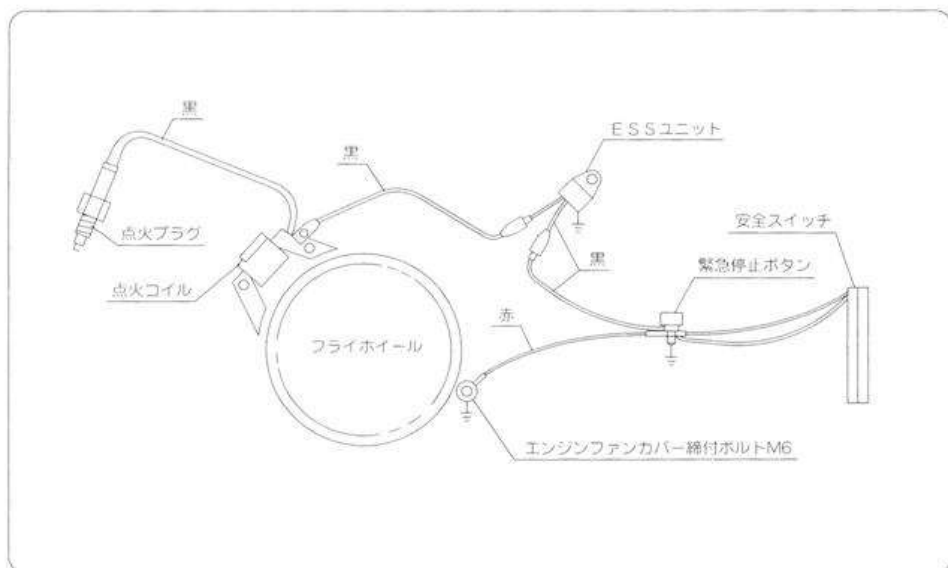 黒
ESSユニット
黒
安全スイッチ
点火プラグ
緊急停止ボタン
黒
点火コイル
赤
フライホイール
エンジンファンカバー締付ボルトM6